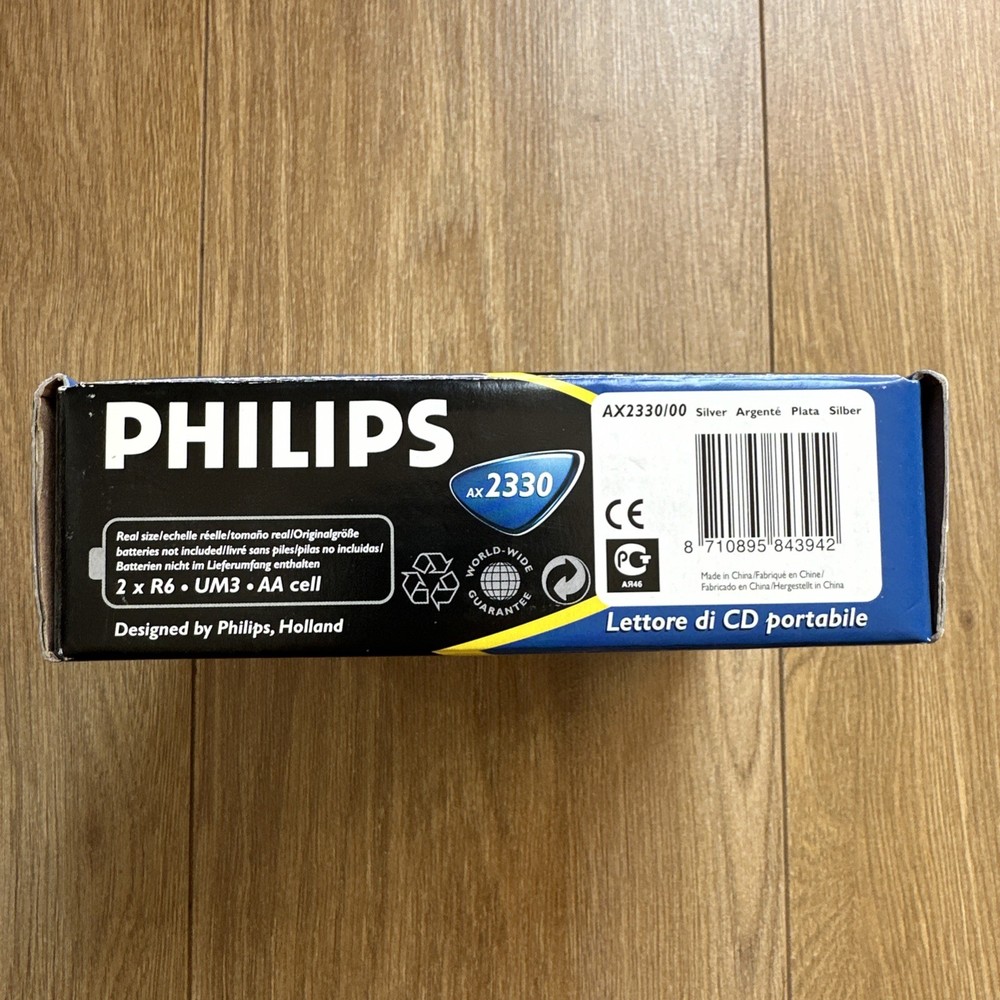 PHILIPS
AX 2330
Real size/echelle réelle/tomaño real/Originalgröße
batteries not included/livré sans piles/pilas no incluidas/
Batterien nicht im Lieferumfang enthalten
2 x R6 • UM3 • AA cell
Designed by Philips, Holland
WORLD-WIDE
GUARANTEE
AX2330/00 Silver Argenté Plata Silber
CE
8 710895 843942
РСТ
АЯ46
Made in China/Fabriqué en Chine/
Fabricado en China/Hergestellt in China
Lettore di CD portabile